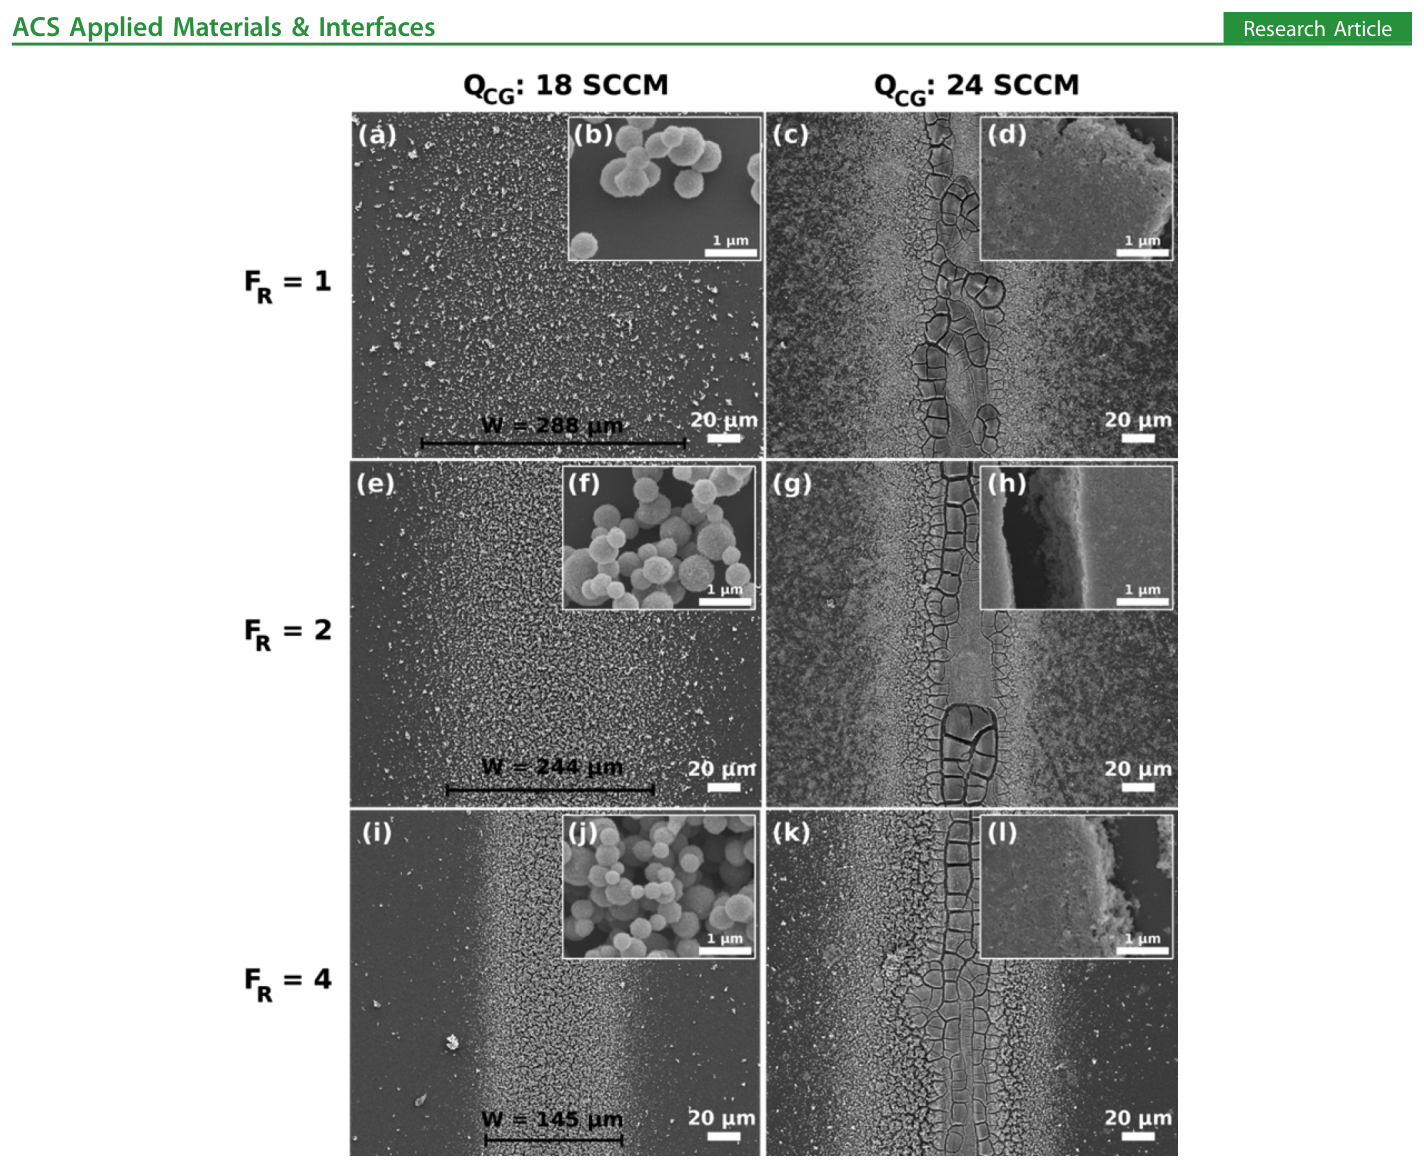 ACS Applied Materials & Interfaces
Research Article
QCG: 18 SCCM
QCG: 24 SCCM
FR = 1
(a)
(b)
1 μm
W = 288 μm
20 μm
(c)
(d)
1 μm
20 μm
FR = 2
(e)
(f)
1 μm
W = 244 μm
20 μm
(g)
(h)
1 μm
20 μm
FR = 4
(i)
(j)
1 μm
W = 145 μm
20 μm
(k)
(l)
1 μm
20 μm